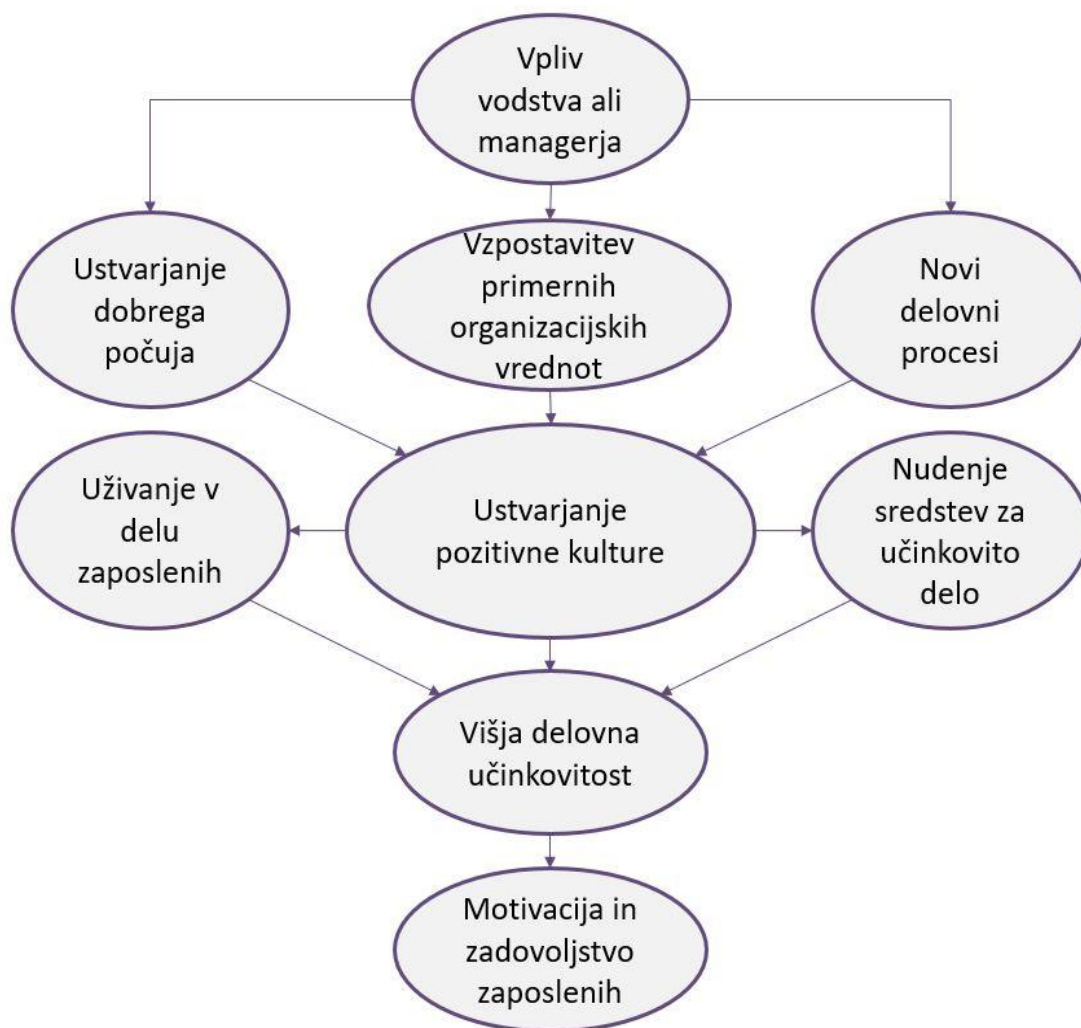 Vpliv
vodstva ali
managerja
Ustvarjanje
dobrega
počuja
Vzpostavitev
primernih
organizacijskih
vrednot
Novi
delovni
procesi
Uživanje v
delu
zaposlenih
Ustvarjanje
pozitivne kulture
Nudenje
sredstev za
učinkovito
delo
Višja delovna
učinkovitost
Motivacija in
zadovoljstvo
zaposlenih